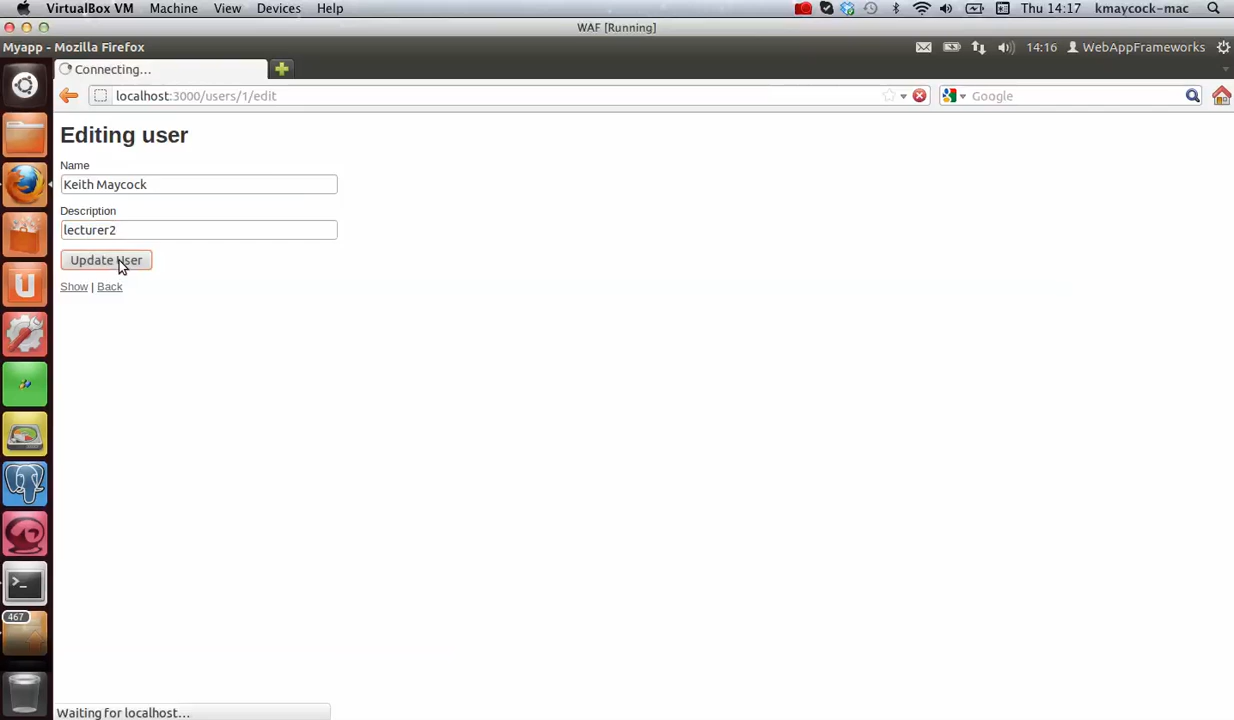 VirtualBox VM Machine View Devices Help Thu 14:17 kmaycock-mac
WAF [Running]
Myapp - Mozilla Firefox 14:16 WebAppFrameworks
Connecting...
localhost:3000/users/1/edit Google
Editing user
Name
Keith Maycock
Description
lecturer2
Update User
Show | Back
467
Waiting for localhost...